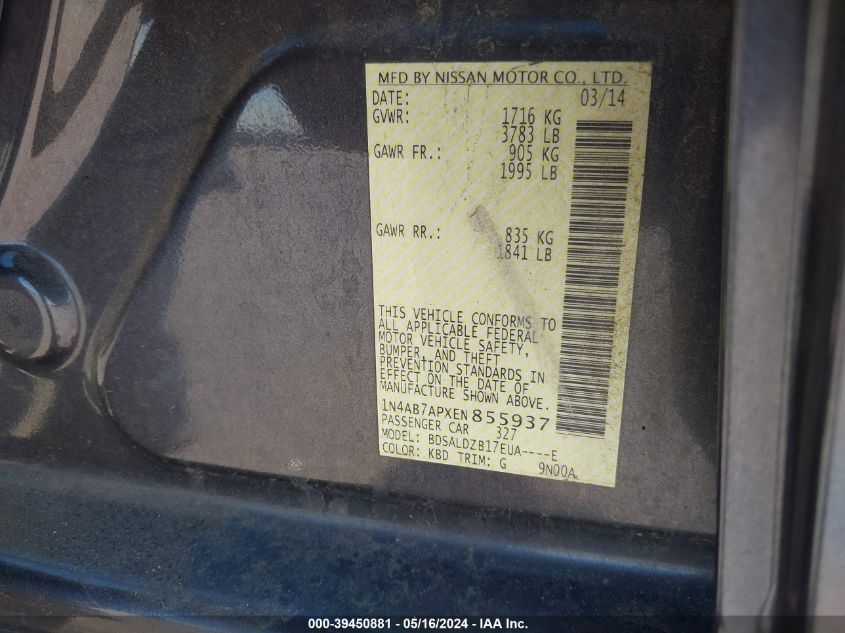 MFD BY NISSAN MOTOR CO., LTD.
DATE: 03/14
GVWR: 1716 KG
3783 LB
GAWR FR.: 905 KG
1995 LB
GAWR RR.: 835 KG
1841 LB
THIS VEHICLE CONFORMS TO
ALL APPLICABLE FEDERAL
MOTOR VEHICLE SAFETY,
BUMPER, AND THEFT
PREVENTION STANDARDS IN
EFFECT ON THE DATE OF
MANUFACTURE SHOWN ABOVE.
1N4AB7APXEN855937
PASSENGER CAR 327
MODEL: BDSALDZB17EUA----E
COLOR: KBD TRIM: G 9N00A
000-39450881 - 05/16/2024 - IAA Inc.